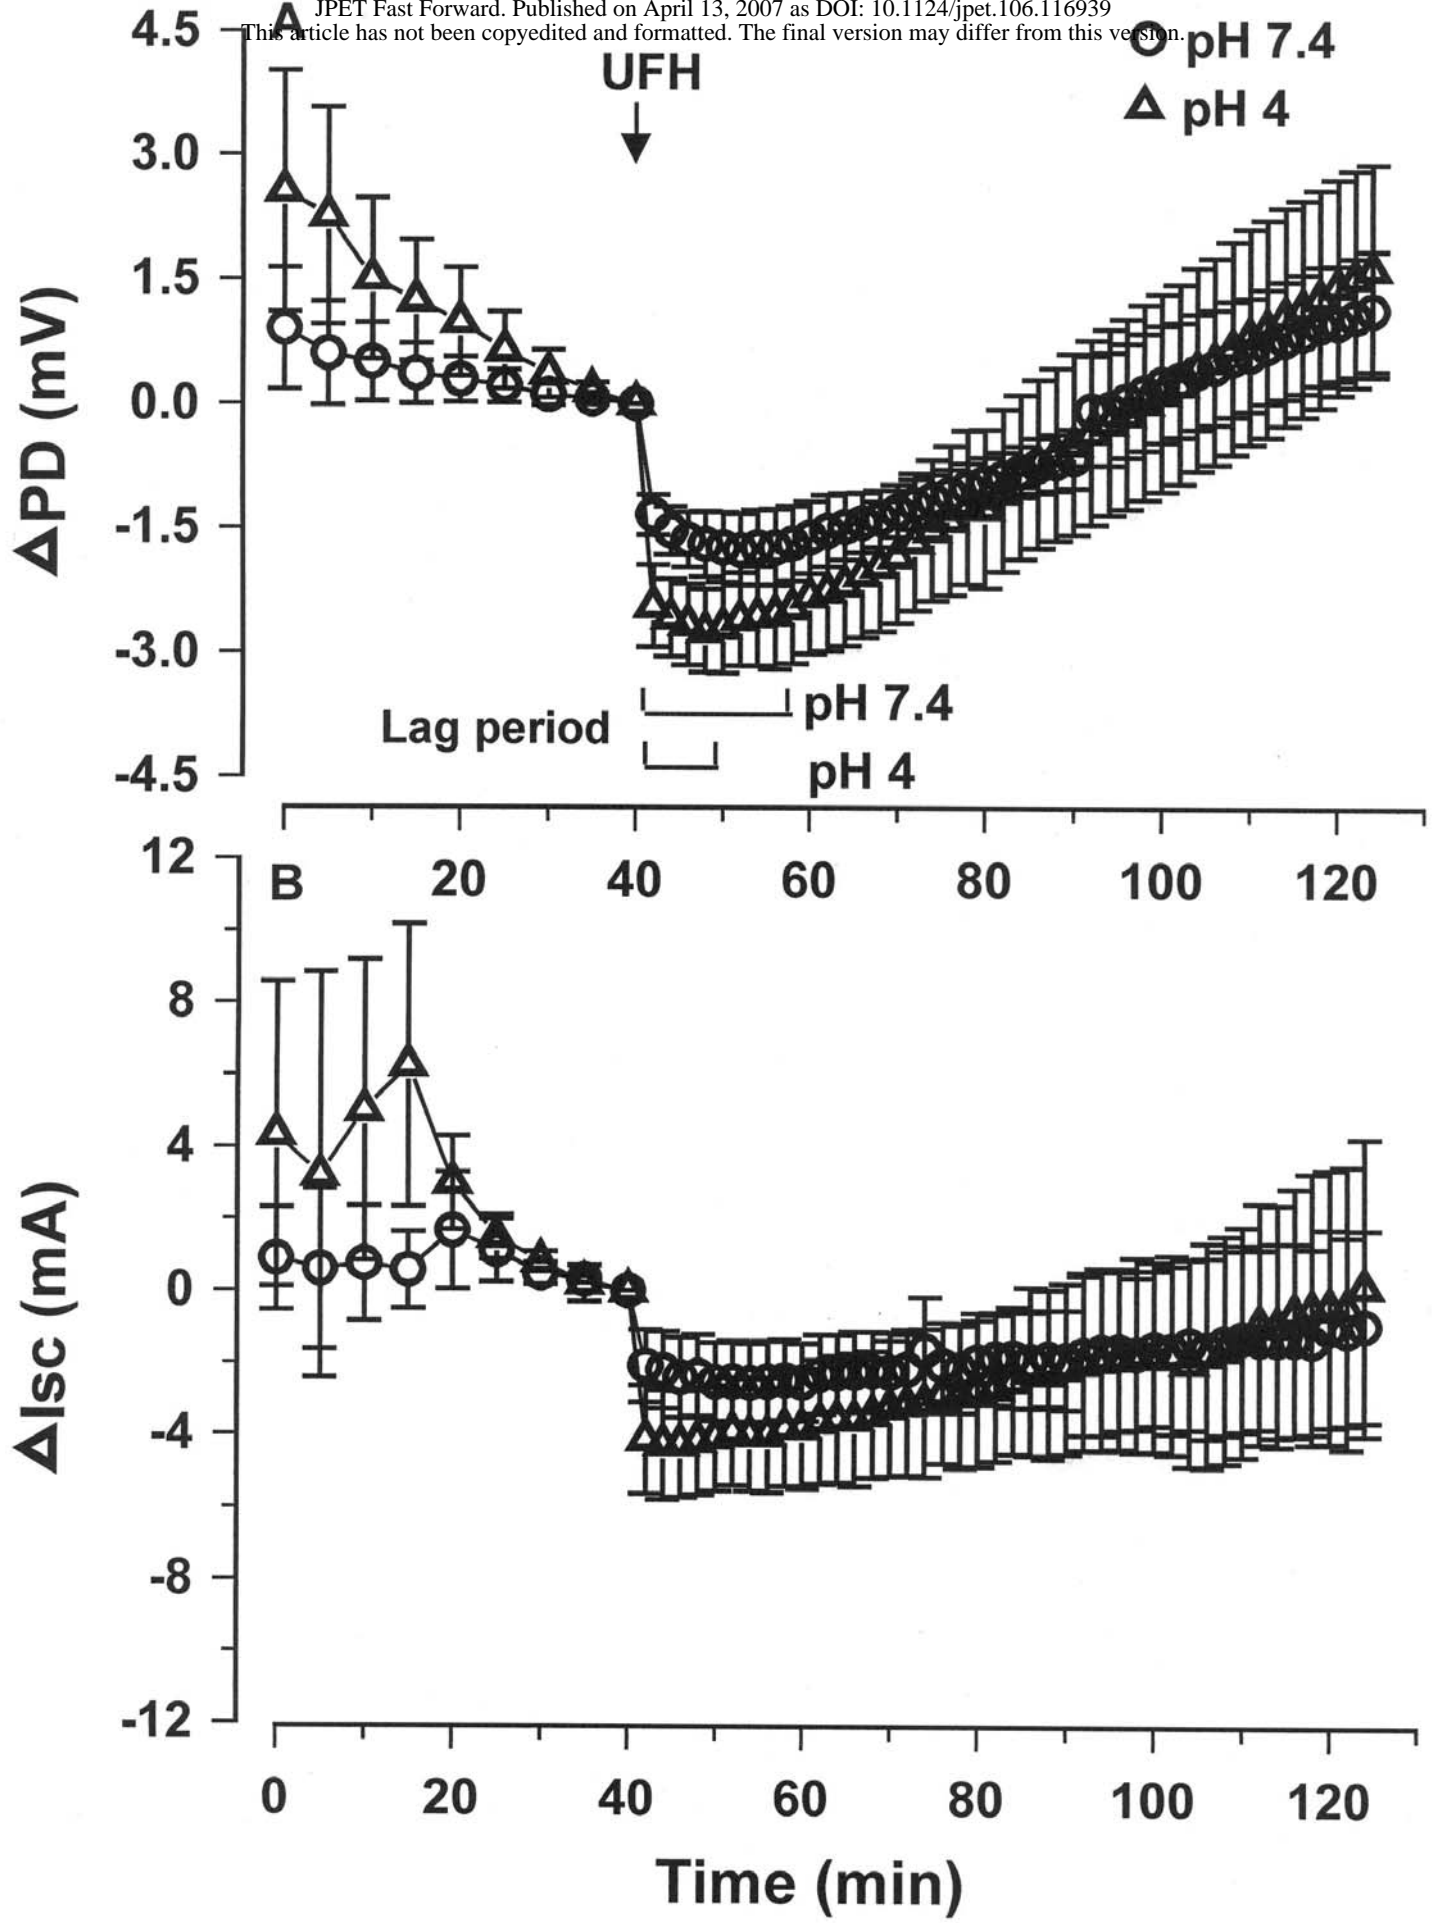 JPET Fast Forward. Published on April 13, 2007 as DOI: 10.1124/jpet.106.116939
This article has not been copyedited and formatted. The final version may differ from this version.
A
pH 7.4
pH 4
UFH
4.5
3.0
1.5
0.0
-1.5
-3.0
-4.5
ΔPD (mV)
Lag period
pH 7.4
pH 4
20 40 60 80 100 120
B
12
8
4
0
-4
-8
-12
ΔIsc (mA)
0 20 40 60 80 100 120
Time (min)